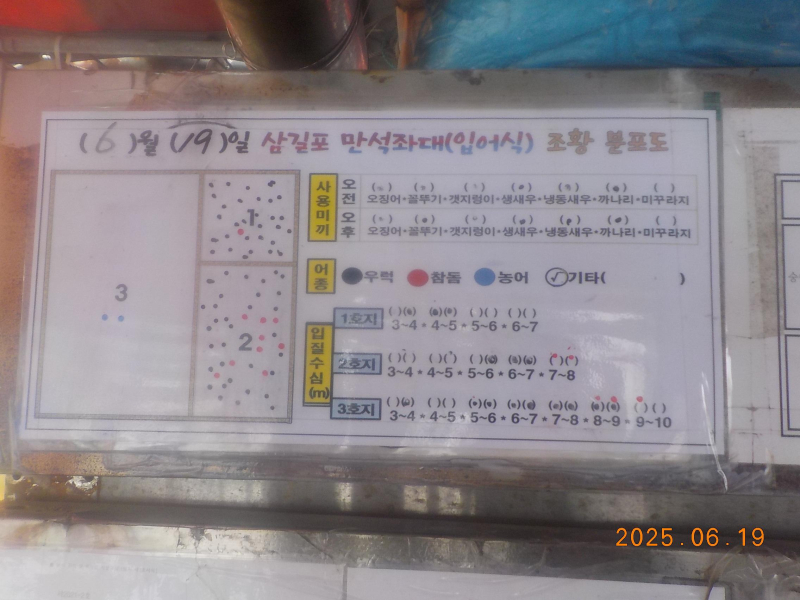 (6)월 (19)일 삼길포 만석좌대(입어식) 조황 분포도
1
2
3
사용미끼
오전 ( ) ( ) ( ) ( ) ( ) ( ) ( )
오징어•꼴뚜기•갯지렁이•생새우•냉동새우•까나리•미꾸라지
오후 ( ) ( ) ( ) ( ) ( ) ( ) ( )
오징어•꼴뚜기•갯지렁이•생새우•냉동새우•까나리•미꾸라지
어종 우럭 참돔 농어 기타( )
입질수심(m)
1호지 ( )( ) ( )( ) ( )( ) ( )( )
3~4 • 4~5 • 5~6 • 6~7
2호지 ( )( ) ( )( ) ( )( ) ( )( ) ( )( )
3~4 • 4~5 • 5~6 • 6~7 • 7~8
3호지 ( )( ) ( )( ) ( )( ) ( )( ) ( )( ) ( )( ) ( )( )
3~4 • 4~5 • 5~6 • 6~7 • 7~8 • 8~9 • 9~10
2025.06.19